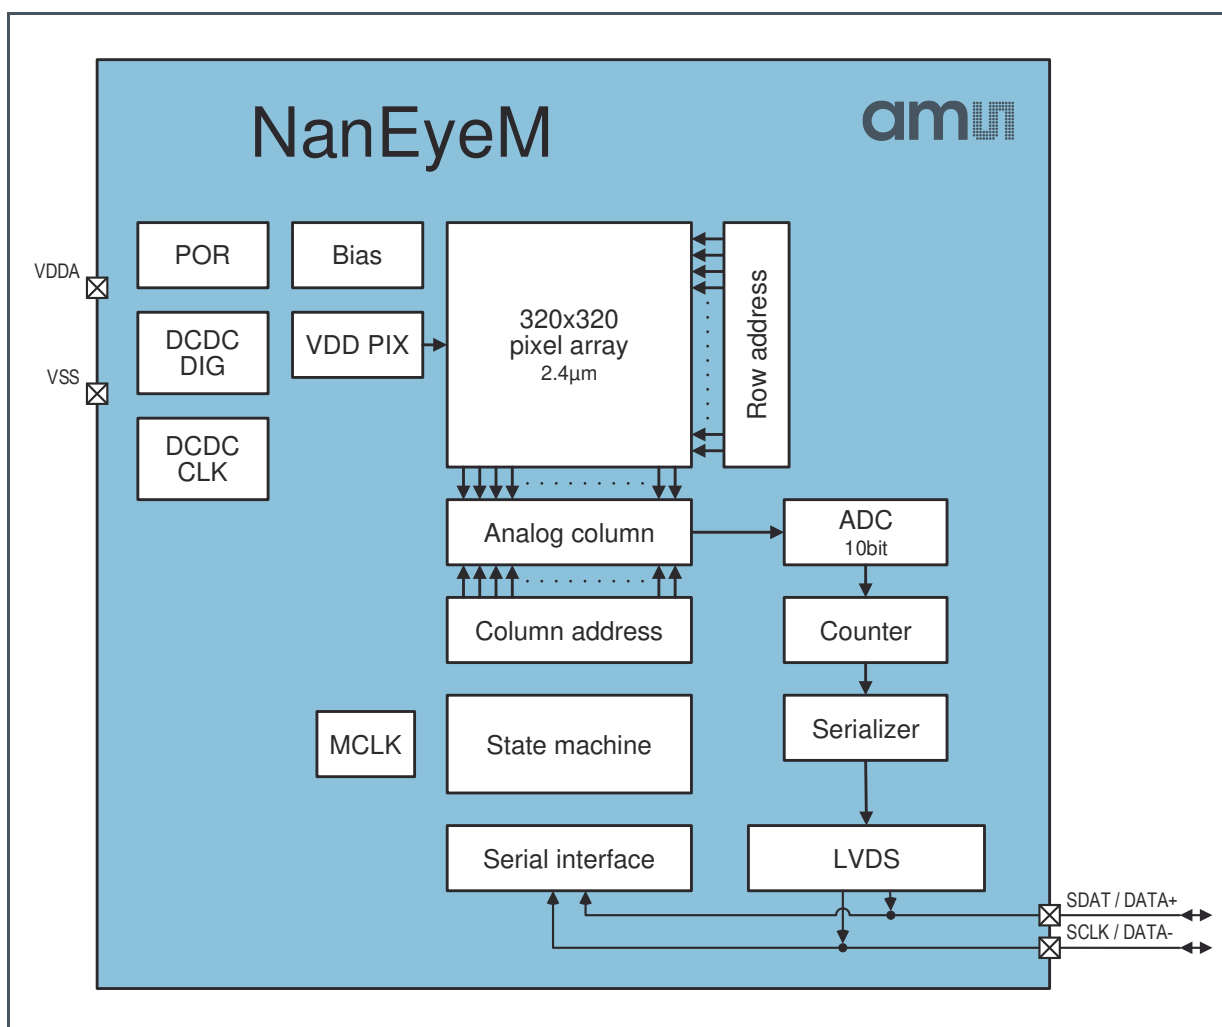 NanEyeM
amu
POR
Bias
VDDA
320x320
pixel array
2.4µm
Row address
DCDC
DIG
VDD PIX
VSS
DCDC
CLK
Analog column
ADC
10bit
Column address
Counter
MCLK
State machine
Serializer
Serial interface
LVDS
SDAT / DATA+
SCLK / DATA-